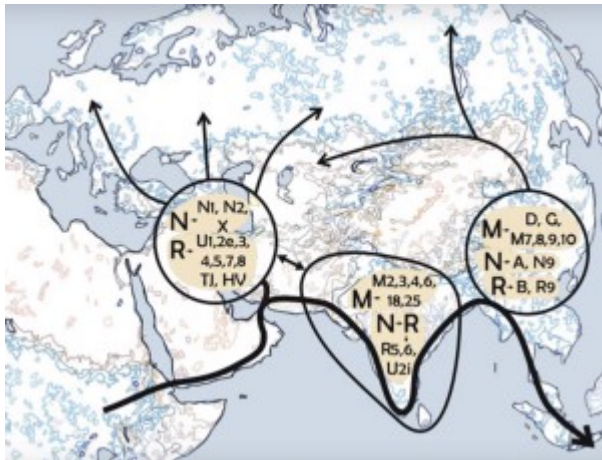 N- N1, N2,
X
R- U1,2e,3,
4,5,7,8
TJ, HV
M- M2,3,4,6,
18,25
N-R
R5,6,
U2i
M- D, G,
M7,8,9,10
N- A, N9
R- B, R9